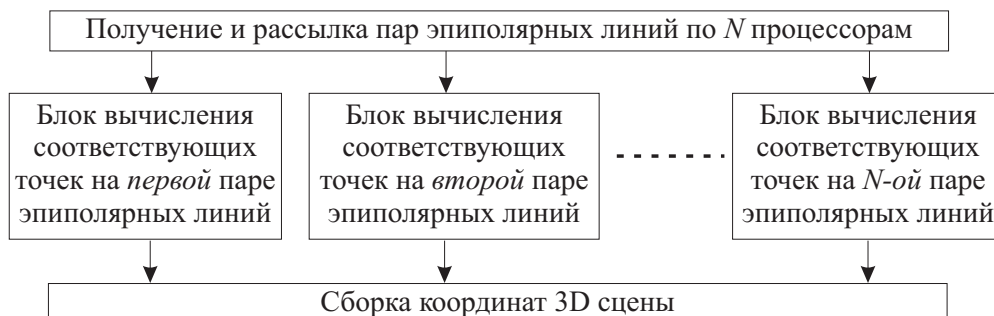 Получение и рассылка пар эпиполярных линий по N процессорам
Блок вычисления
соответствующих
точек на первой паре
эпиполярных линий
Блок вычисления
соответствующих
точек на второй паре
эпиполярных линий
Блок вычисления
соответствующих
точек на N-ой паре
эпиполярных линий
Сборка координат 3D сцены